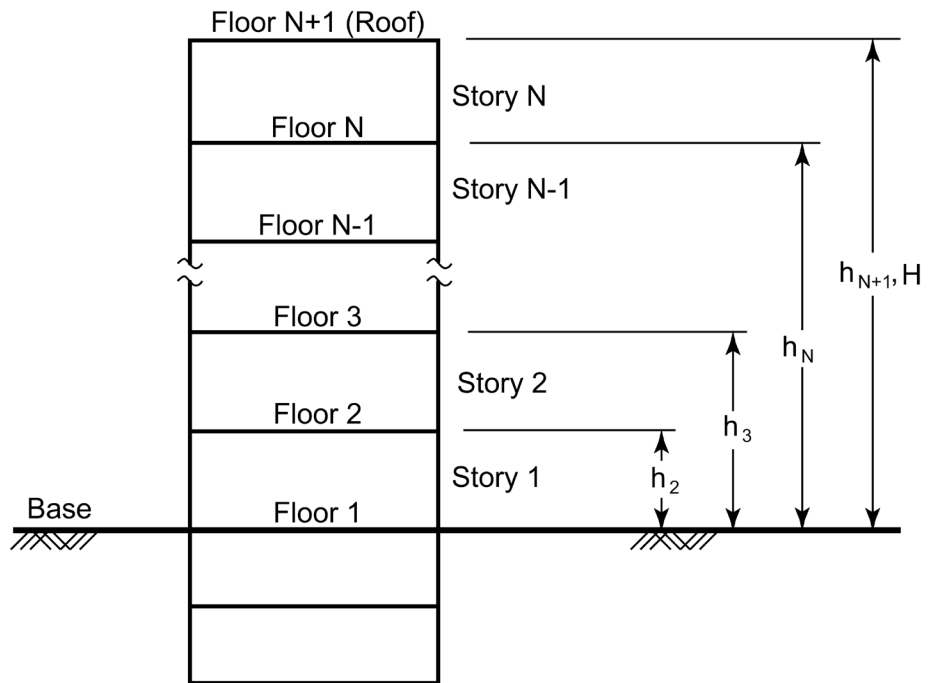 Floor N+1 (Roof)
Story N
Floor N
Story N-1
Floor N-1
h_{N+1}, H
Floor 3
h_N
Story 2
Floor 2
h_3
Story 1
h_2
Base
Floor 1